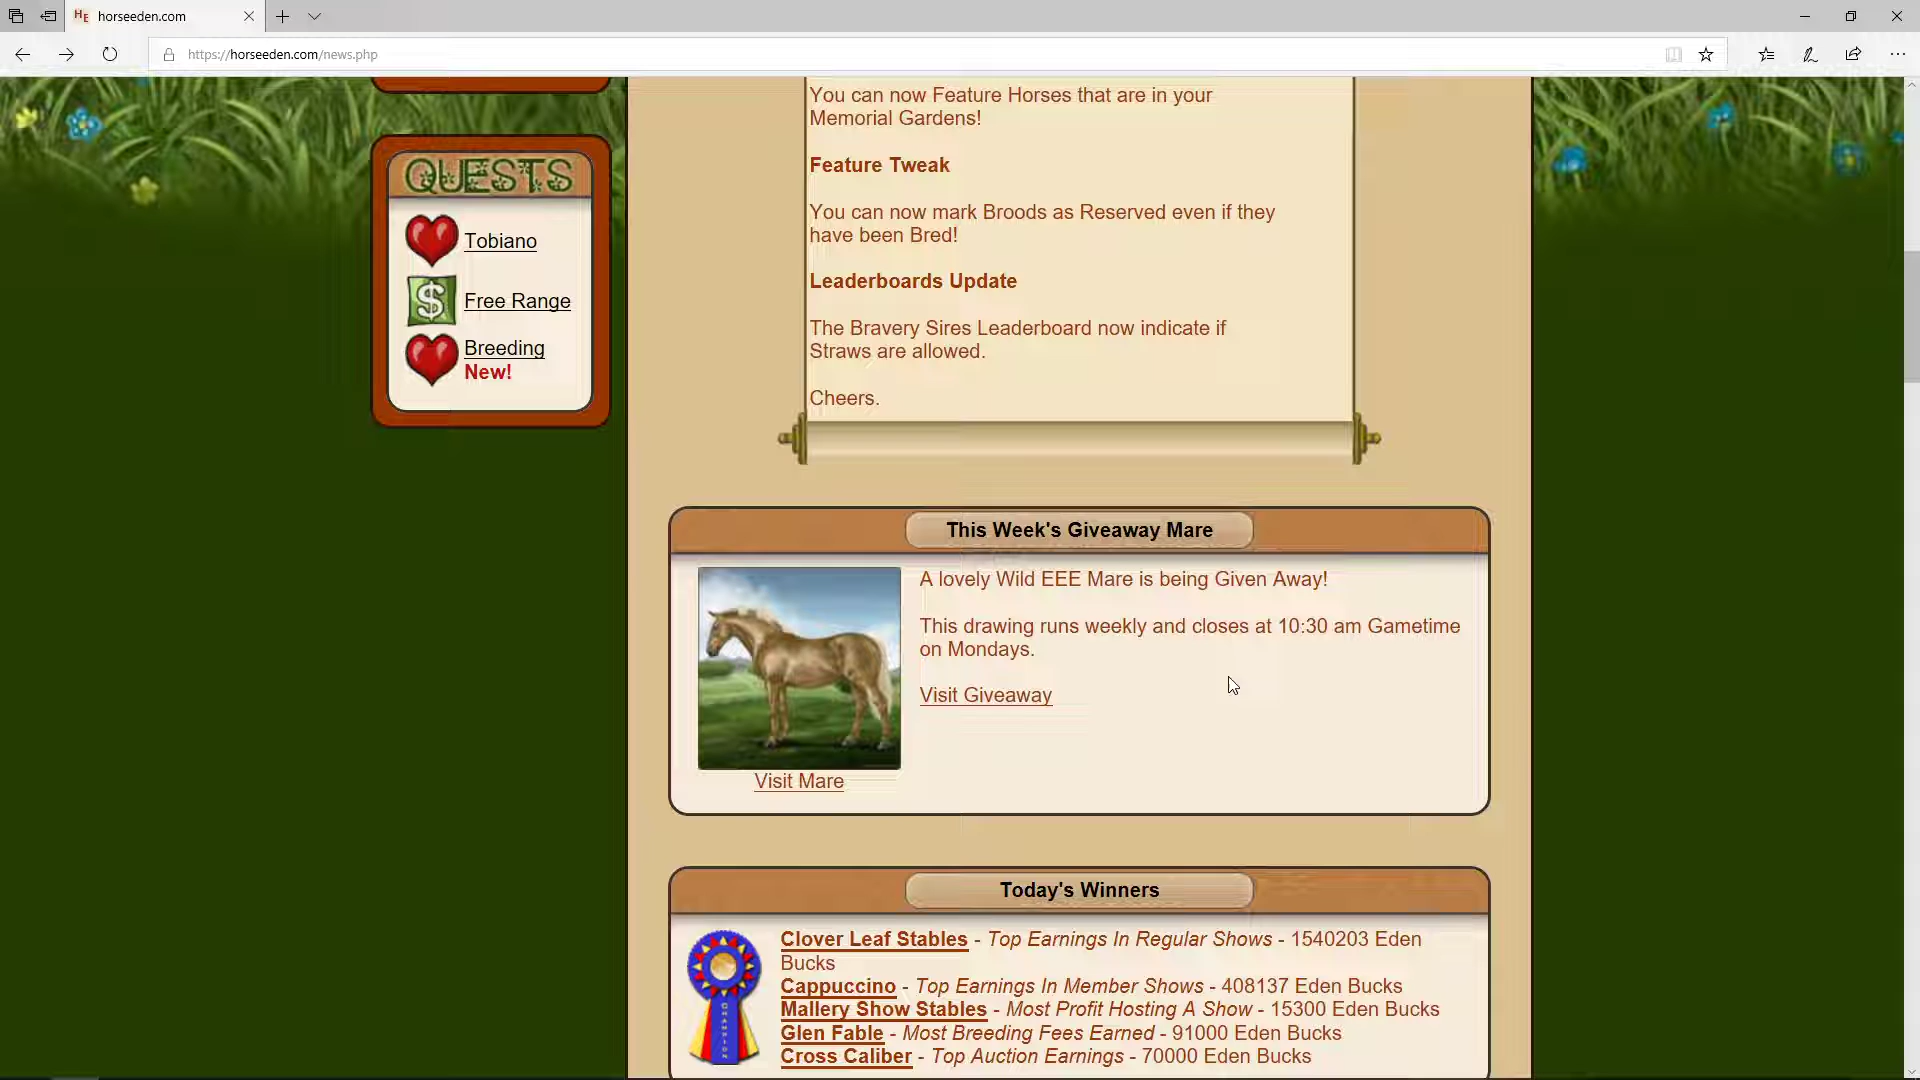 horseeden.com
https://horseeden.com/news.php
You can now Feature Horses that are in your
Memorial Gardens!
Feature Tweak
You can now mark Broods as Reserved even if they
have been Bred!
Leaderboards Update
The Bravery Sires Leaderboard now indicate if
Straws are allowed.
Cheers.
QUESTS
Tobiano
Free Range
Breeding
New!
This Week's Giveaway Mare
A lovely Wild EEE Mare is being Given Away!
This drawing runs weekly and closes at 10:30 am Gametime
on Mondays.
Visit Giveaway
Visit Mare
Today's Winners
CHAMPION
Clover Leaf Stables - Top Earnings In Regular Shows - 1540203 Eden
Bucks
Cappuccino - Top Earnings In Member Shows - 408137 Eden Bucks
Mallery Show Stables - Most Profit Hosting A Show - 15300 Eden Bucks
Glen Fable - Most Breeding Fees Earned - 91000 Eden Bucks
Cross Caliber - Top Auction Earnings - 70000 Eden Bucks